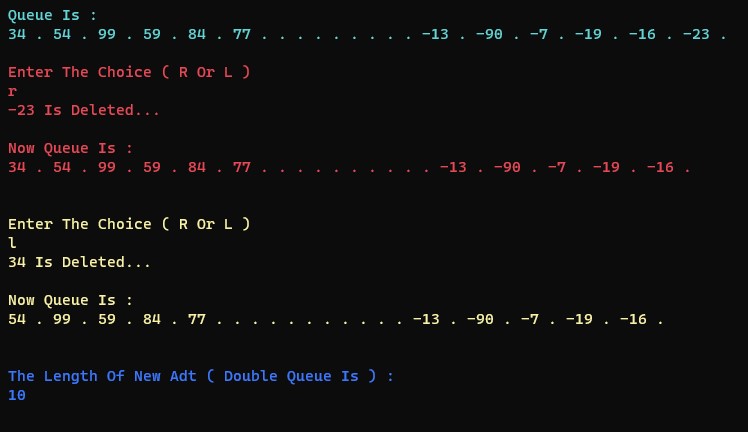 Queue Is :
34 . 54 . 99 . 59 . 84 . 77 . . . . . . . . . -13 . -90 . -7 . -19 . -16 . -23 .
Enter The Choice ( R Or L )
r
-23 Is Deleted...
Now Queue Is :
34 . 54 . 99 . 59 . 84 . 77 . . . . . . . . . . -13 . -90 . -7 . -19 . -16 .
Enter The Choice ( R Or L )
l
34 Is Deleted...
Now Queue Is :
54 . 99 . 59 . 84 . 77 . . . . . . . . . . . -13 . -90 . -7 . -19 . -16 .
The Length Of New Adt ( Double Queue Is ) :
10